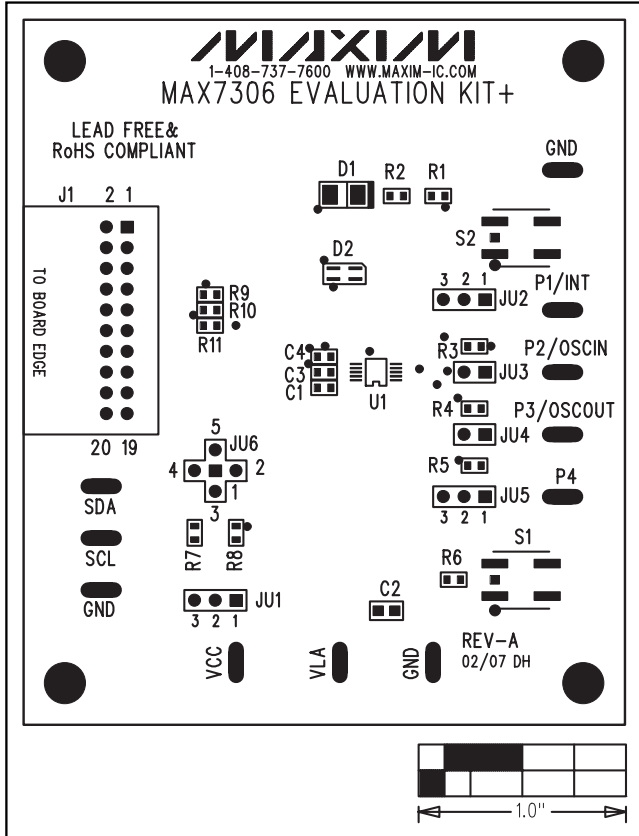 MAXIM
1-408-737-7600 WWW.MAXIM-IC.COM
MAX7306 EVALUATION KIT+
LEAD FREE&
RoHS COMPLIANT
GND
J1 2 1
D1 R2 R1
S2
D2
TO BOARD EDGE
P1/INT
3 2 1 JU2
R9
R10
R11
C4
C3
C1
U1
R3
P2/OSCIN
JU3
R4
P3/OSCOUT
JU4
20 19
5
JU6
4
2
1
3
R5
P4
JU5
3 2 1
SDA
SCL
GND
R7
R8
S1
R6
JU1
3 2 1
C2
REV-A
02/07 DH
VCC
VLA
GND
1.0"